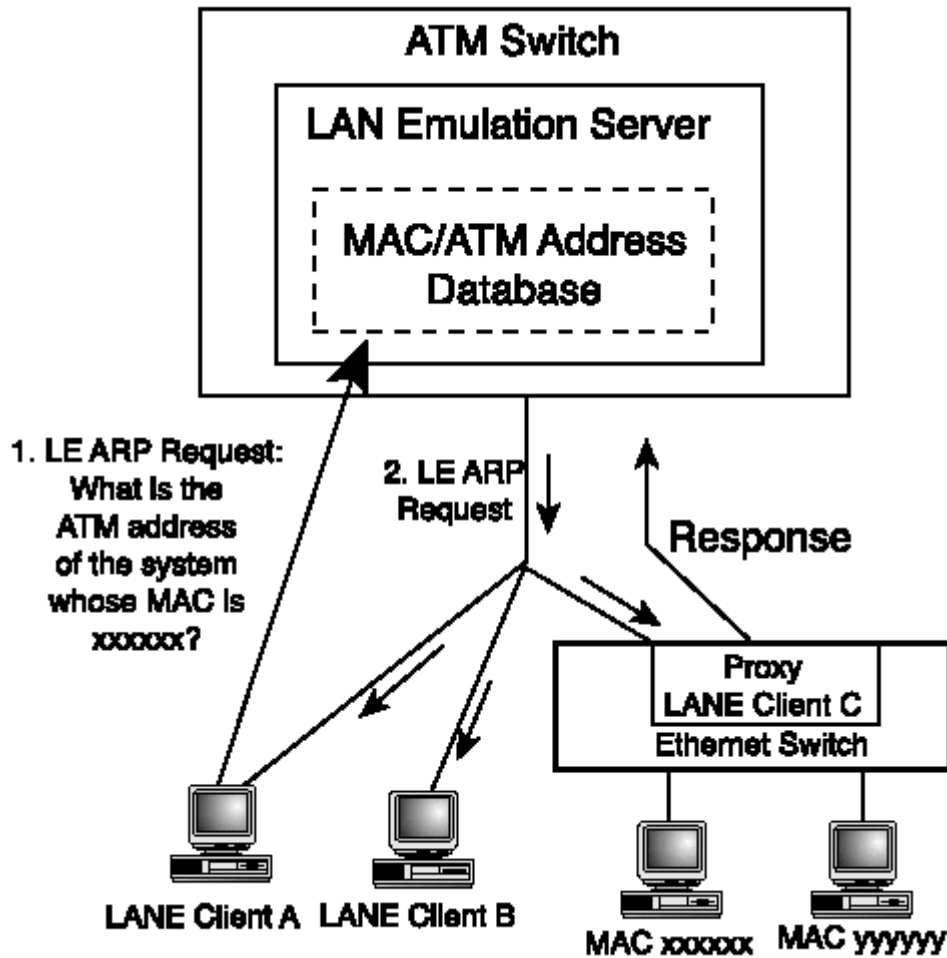 ATM Switch
LAN Emulation Server
MAC/ATM Address
Database
1. LE ARP Request:
What is the
ATM address
of the system
whose MAC is
xxxxxx?
2. LE ARP
Request
Response
Proxy
LANE Client C
Ethernet Switch
LANE Client A
LANE Client B
MAC xxxxxx
MAC yyyyyy